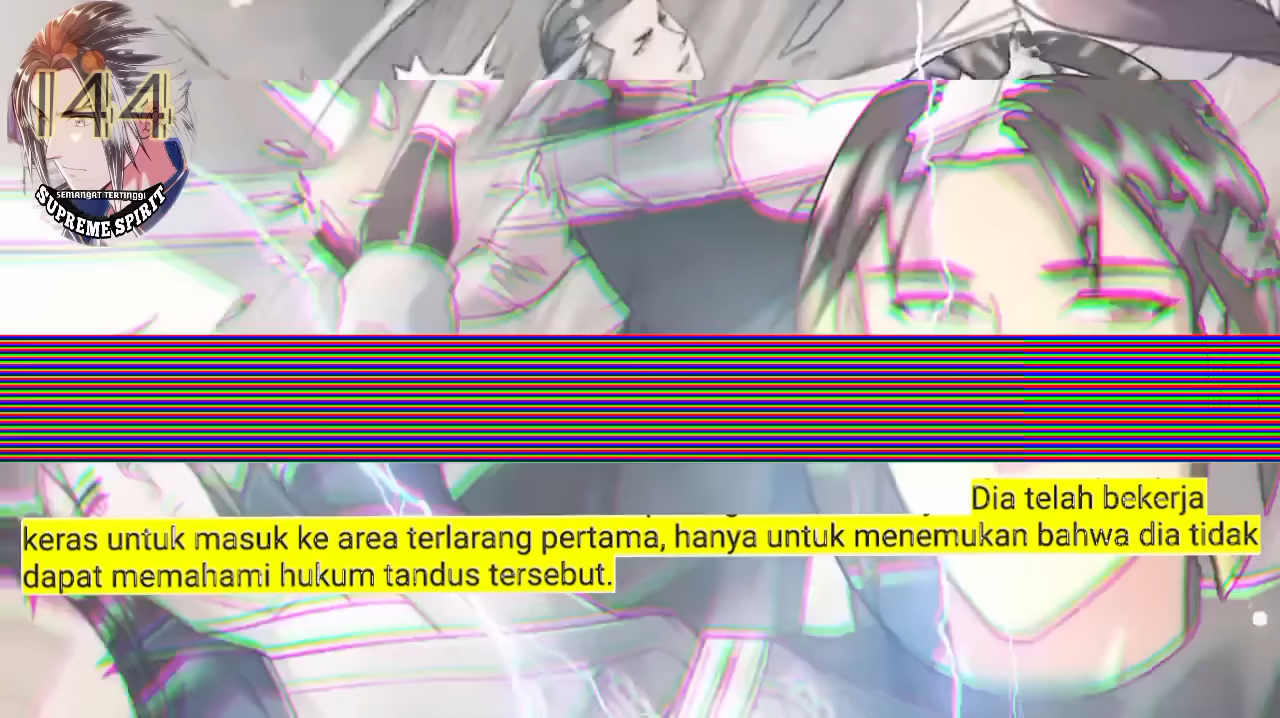 144
SEMANGAT TERTINGGI
SUPREME SPIRIT
Dia telah bekerja
keras untuk masuk ke area terlarang pertama, hanya untuk menemukan bahwa dia tidak
dapat memahami hukum tandus tersebut.